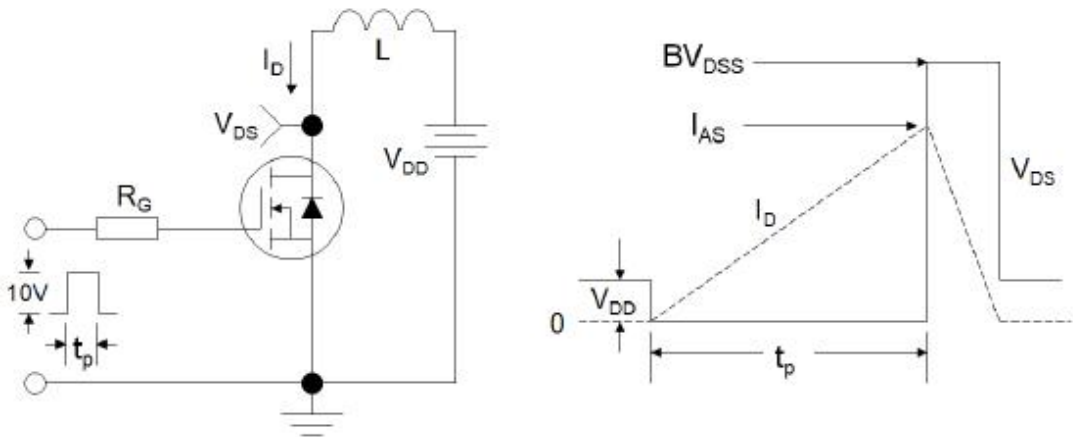 L
I_D
V_DS
V_DD
R_G
10V
t_p
BV_DSS
I_AS
V_DS
I_D
V_DD
0
t_p